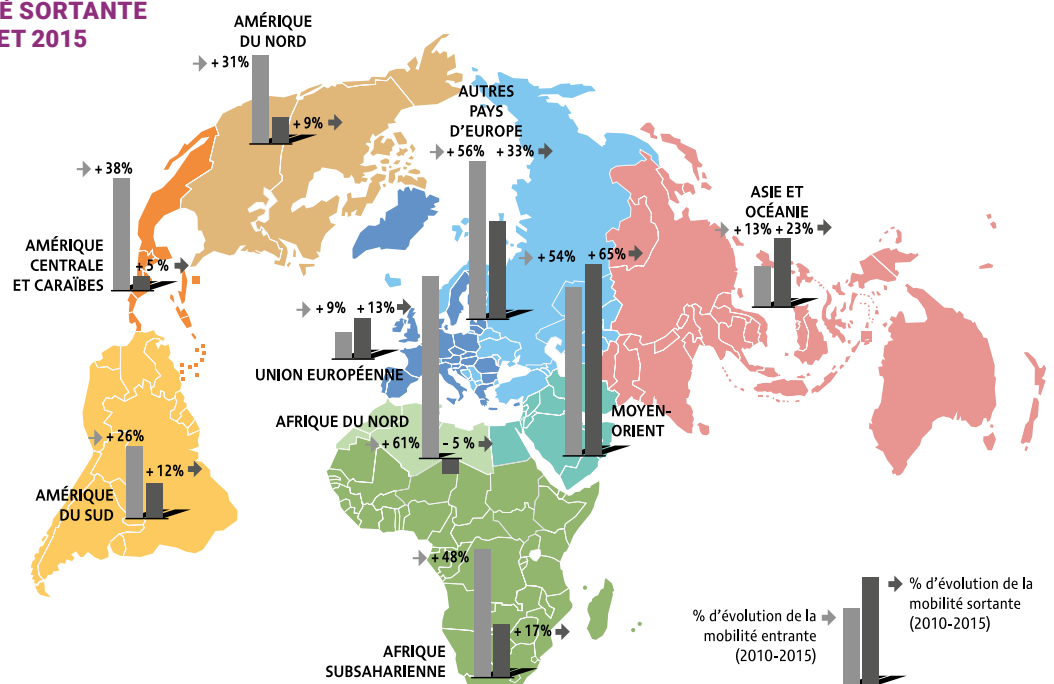 É SORTANTE
ET 2015
AMÉRIQUE
DU NORD
+ 31%
+ 9%
AUTRES
PAYS
D'EUROPE
+ 56% + 33%
+ 38%
AMÉRIQUE
CENTRALE
ET CARAÏBES
+ 5 %
ASIE ET
OCÉANIE
+ 13% + 23%
+ 54% + 65%
+ 9% + 13%
UNION EUROPÉENNE
AFRIQUE DU NORD
+ 61% - 5 %
MOYEN-
ORIENT
+ 26%
+ 12%
AMÉRIQUE
DU SUD
+ 48%
+ 17%
AFRIQUE
SUBSAHARIENNE
% d'évolution de la
mobilité entrante
(2010-2015)
% d'évolution de la
mobilité sortante
(2010-2015)